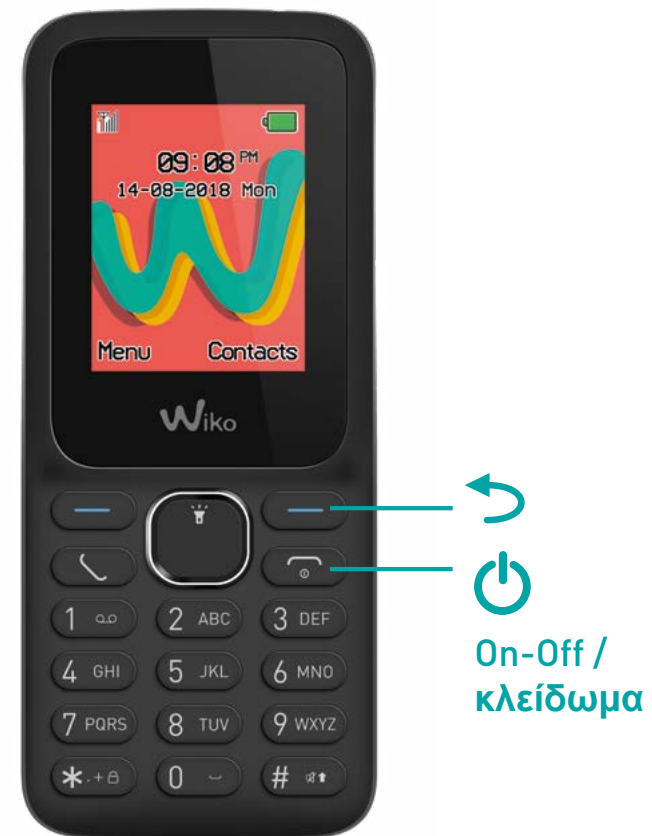 09:08 PM
14-08-2018 Mon
Menu Contacts
Wiko
1 2 ABC 3 DEF
4 GHI 5 JKL 6 MNO
7 PQRS 8 TUV 9 WXYZ
* . + 0 #
On-Off /
κλείδωμα